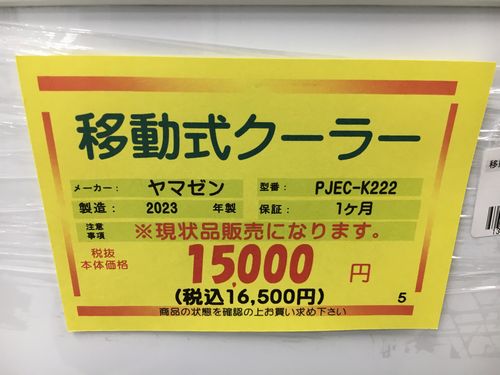 移動式クーラー
メーカー： ヤマゼン 型番： PJEC-K222
製造： 2023 年製 保証： 1ケ月
注意事項 ※現状品販売になります。
税抜
本体価格 15,000 円
(税込16,500円) 5
商品の状態を確認の上お買い求め下さい
移